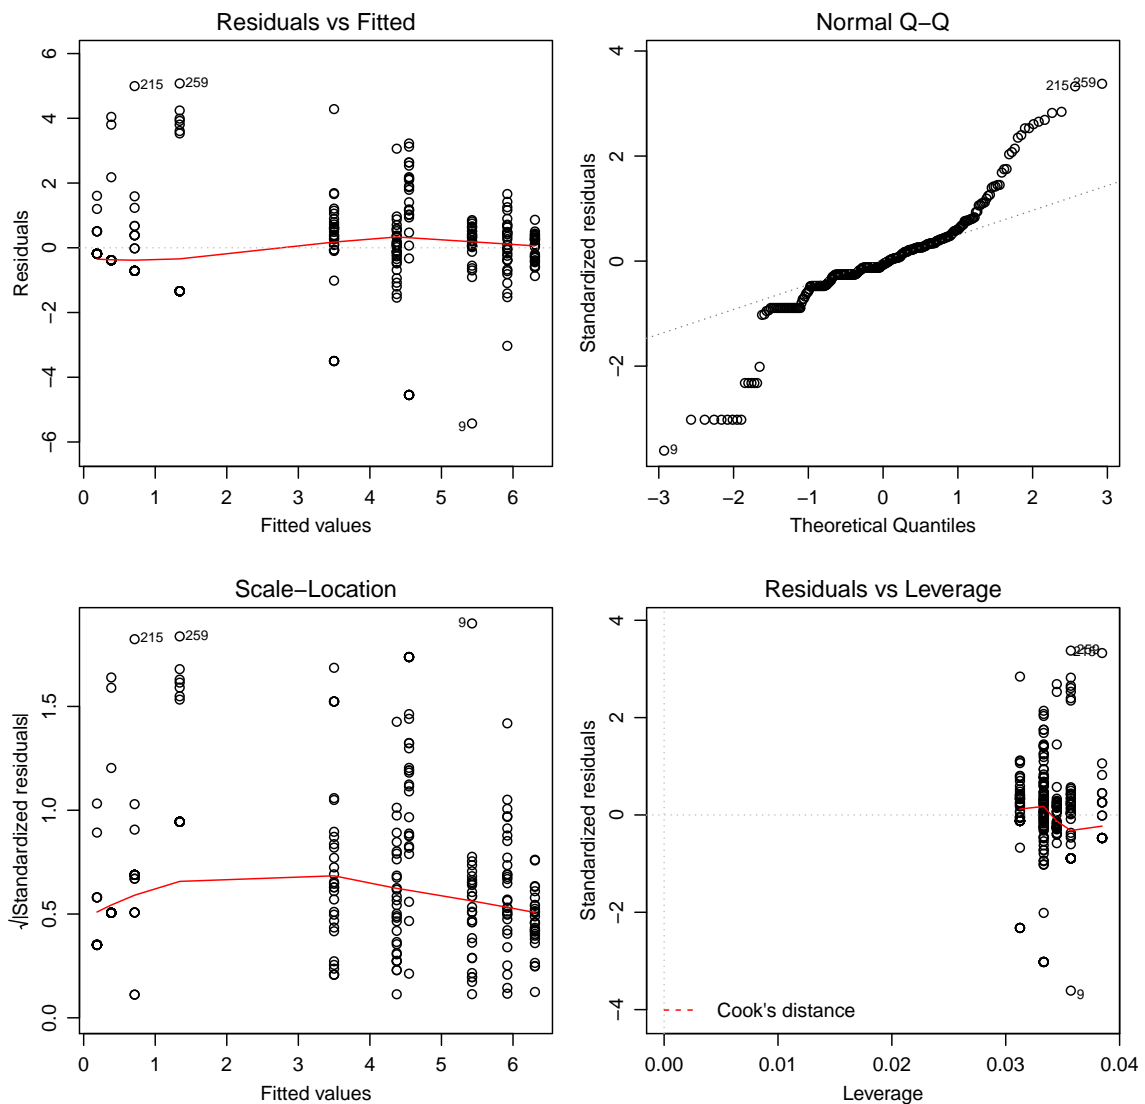 Residuals vs Fitted
Residuals
6
4
2
0
−2
−4
−6
215
259
9
0 1 2 3 4 5 6
Fitted values
Normal Q−Q
Standardized residuals
4
2
0
−2
215 259
9
−3 −2 −1 0 1 2 3
Theoretical Quantiles
Scale−Location
√|Standardized residuals|
1.5
1.0
0.5
0.0
215
259
9
0 1 2 3 4 5 6
Fitted values
Residuals vs Leverage
Standardized residuals
4
2
0
−2
−4
259
9
Cook's distance
0.00 0.01 0.02 0.03 0.04
Leverage